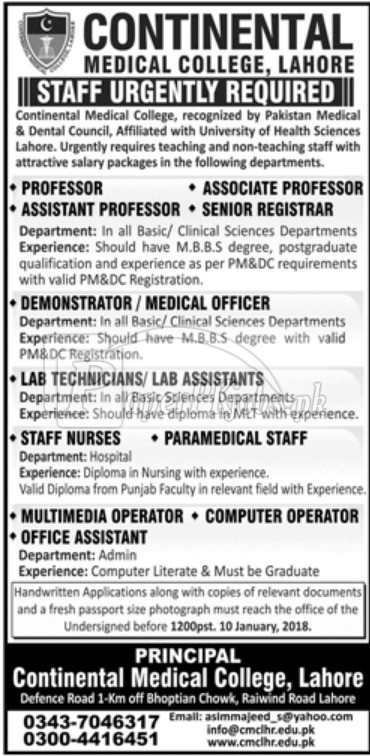 CONTINENTAL
MEDICAL COLLEGE, LAHORE
STAFF URGENTLY REQUIRED
Continental Medical College, recognized by Pakistan Medical
& Dental Council, Affiliated with University of Health Sciences
Lahore. Urgently requires teaching and non-teaching staff with
attractive salary packages in the following departments.
• PROFESSOR • ASSOCIATE PROFESSOR
• ASSISTANT PROFESSOR • SENIOR REGISTRAR
Department: In all Basic/ Clinical Sciences Departments
Experience: Should have M.B.B.S degree, postgraduate
qualification and experience as per PM&DC requirements
with valid PM&DC Registration.
• DEMONSTRATOR / MEDICAL OFFICER
Department: In all Basic/ Clinical Sciences Departments
Experience: Should have M.B.B.S degree with valid
PM&DC Registration.
• LAB TECHNICIANS/ LAB ASSISTANTS
Department: In all Basic Sciences Departments
Experience: Should have diploma in MLT with experience.
• STAFF NURSES • PARAMEDICAL STAFF
Department: Hospital
Experience: Diploma in Nursing with experience.
Valid Diploma from Punjab Faculty in relevant field with Experience.
• MULTIMEDIA OPERATOR • COMPUTER OPERATOR
• OFFICE ASSISTANT
Department: Admin
Experience: Computer Literate & Must be Graduate
Handwritten Applications along with copies of relevant documents
and a fresh passport size photograph must reach the office of the
Undersigned before 1200pst. 10 January, 2018.
PRINCIPAL
Continental Medical College, Lahore
Defence Road 1-Km off Bhoptian Chowk, Raiwind Road Lahore
0343-7046317
0300-4416451
Email: asimmajeed_s@yahoo.com
info@cmclhr.edu.pk
www.cmclhr.edu.pk